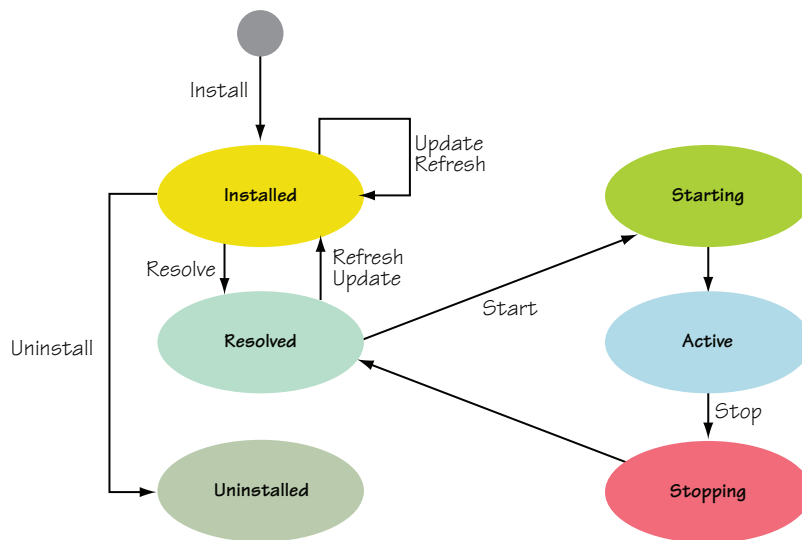 Install
Update
Refresh
Installed
Starting
Resolve
Refresh
Update
Start
Uninstall
Resolved
Active
Stop
Uninstalled
Stopping